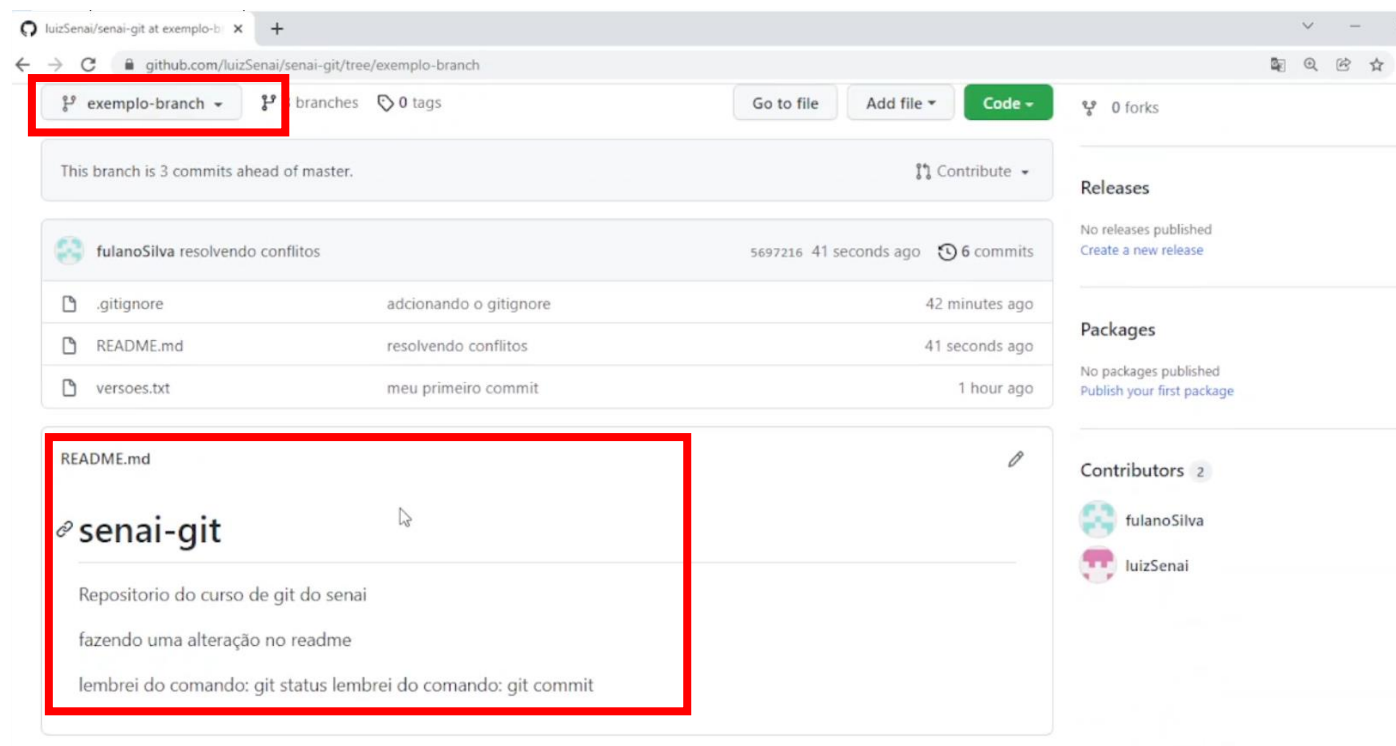 luizSenai/senai-git at exemplo-b
github.com/luizSenai/senai-git/tree/exemplo-branch
exemplo-branch branches 0 tags Go to file Add file Code
0 forks
This branch is 3 commits ahead of master. Contribute
Releases
No releases published
Create a new release
fulanoSilva resolvendo conflitos 5697216 41 seconds ago 6 commits
.gitignore adcionando o gitignore 42 minutes ago
README.md resolvendo conflitos 41 seconds ago
versoes.txt meu primeiro commit 1 hour ago
Packages
No packages published
Publish your first package
README.md
senai-git
Repositorio do curso de git do senai
fazendo uma alteração no readme
lembrei do comando: git status lembrei do comando: git commit
Contributors 2
fulanoSilva
luizSenai